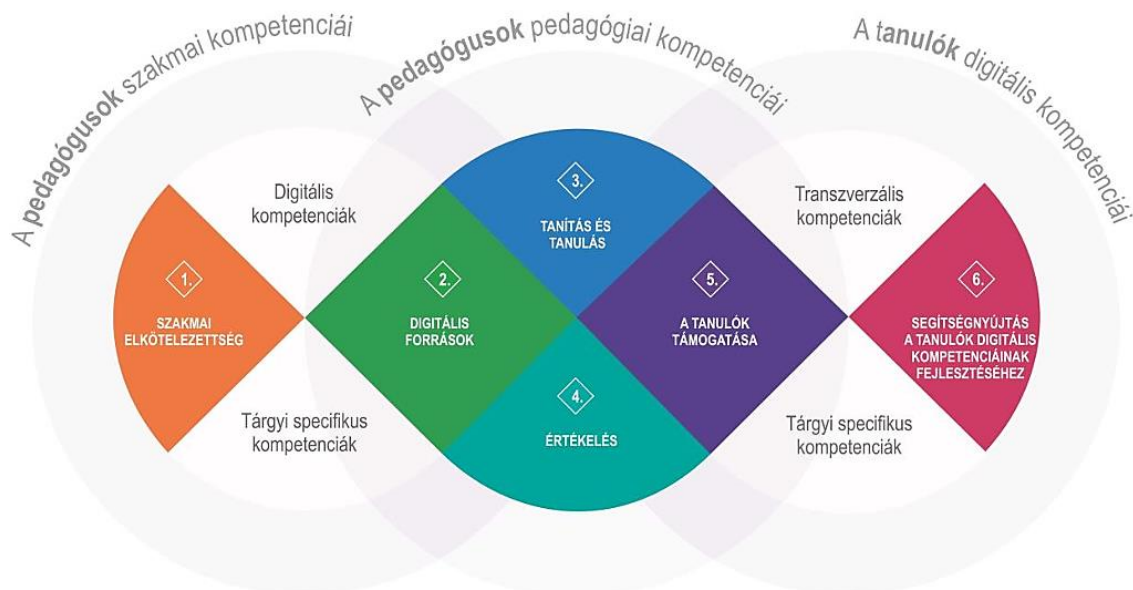 A pedagógusok szakmai kompetenciái
A pedagógusok pedagógiai kompetenciái
A tanulók digitális kompetenciái
Digitális
kompetenciák
Tárgyi specifikus
kompetenciák
1.
SZAKMAI
ELKÖTELEZETTSÉG
2.
DIGITÁLIS
FORRÁSOK
3.
TANÍTÁS ÉS
TANULÁS
4.
ÉRTÉKELÉS
5.
A TANULÓK
TÁMOGATÁSA
Transzverzális
kompetenciák
Tárgyi specifikus
kompetenciák
6.
SEGÍTSÉGNYÚJTÁS
A TANULÓK DIGITÁLIS
KOMPETENCIÁINAK
FEJLESZTÉSÉHEZ